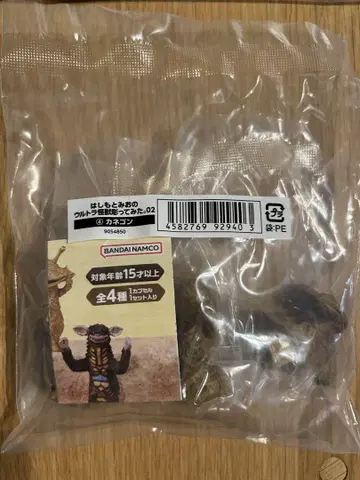 はしもとみおの
ウルトラ怪獣彫ってみた。02
④ カネゴン
9054850
4582769 929403
プラ
袋:PE
BANDAI NAMCO
対象年齢15才以上
全4種 1カプセル
1セット入り